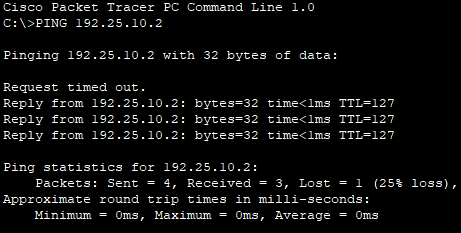 Cisco Packet Tracer PC Command Line 1.0
C:\>PING 192.25.10.2
Pinging 192.25.10.2 with 32 bytes of data:
Request timed out.
Reply from 192.25.10.2: bytes=32 time<1ms TTL=127
Reply from 192.25.10.2: bytes=32 time<1ms TTL=127
Reply from 192.25.10.2: bytes=32 time<1ms TTL=127
Ping statistics for 192.25.10.2:
Packets: Sent = 4, Received = 3, Lost = 1 (25% loss),
Approximate round trip times in milli-seconds:
Minimum = 0ms, Maximum = 0ms, Average = 0ms